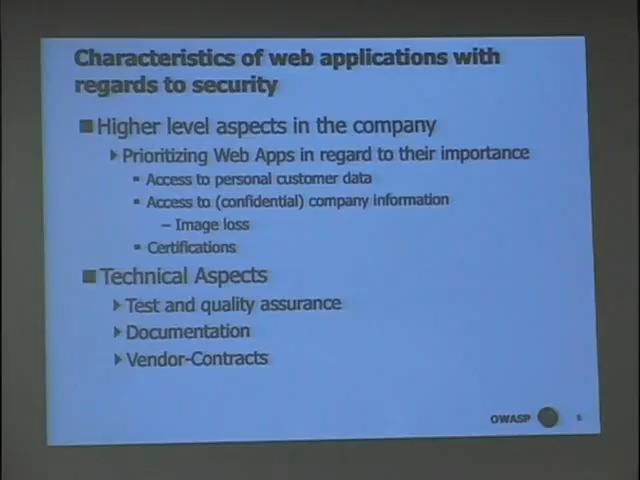 Characteristics of web applications with
regards to security
Higher level aspects in the company
Prioritizing Web Apps in regard to their importance
Access to personal customer data
Access to (confidential) company information
– Image loss
Certifications
Technical Aspects
Test and quality assurance
Documentation
Vendor-Contracts
OWASP